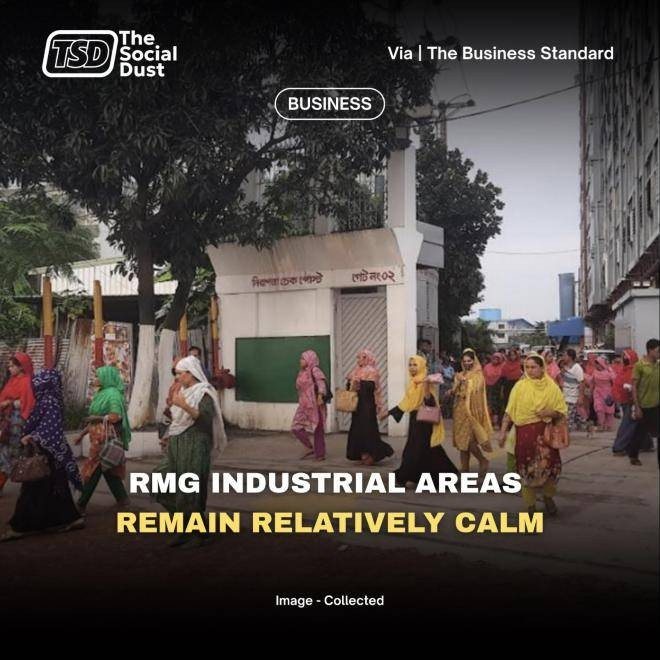 TSD The
Social
Dust
Via | The Business Standard
BUSINESS
নিরাপত্তা চেক পোস্ট গেট নং ০২
RMG INDUSTRIAL AREAS
REMAIN RELATIVELY CALM
Image - Collected